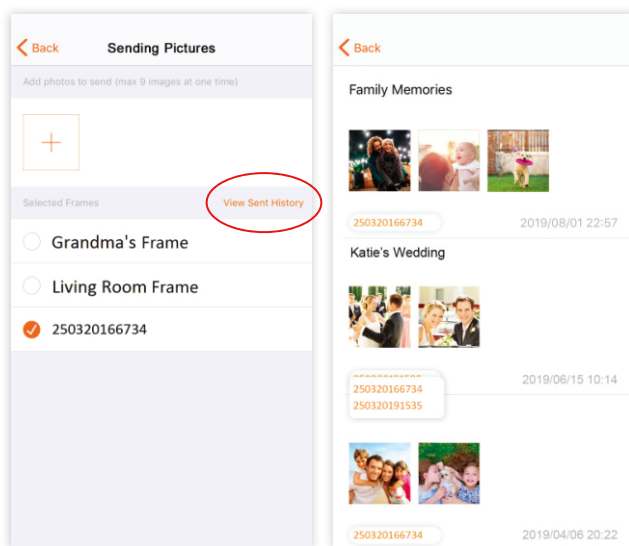 Back
Sending Pictures
Add photos to send (max 9 images at one time)
Selected Frames
View Sent History
Grandma's Frame
Living Room Frame
250320166734
Back
Family Memories
250320166734
2019/08/01 22:57
Katie's Wedding
2019/06/15 10:14
250320166734
250320191535
250320166734
2019/04/06 20:22